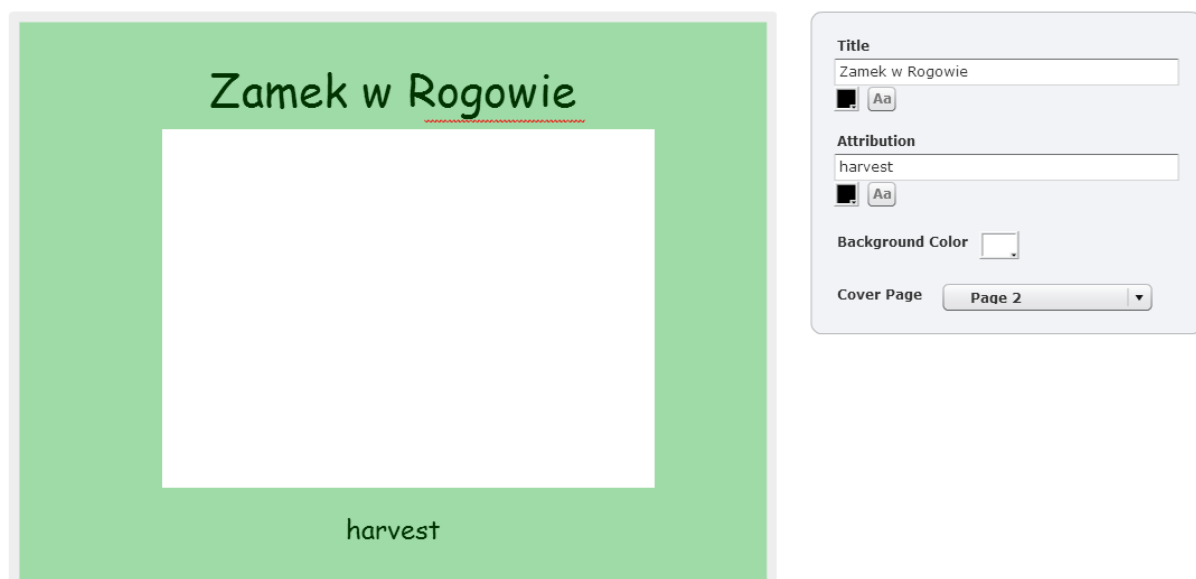 Zamek w Rogowie
harvest
Title
Zamek w Rogowie
Aa
Attribution
harvest
Aa
Background Color
Cover Page
Page 2